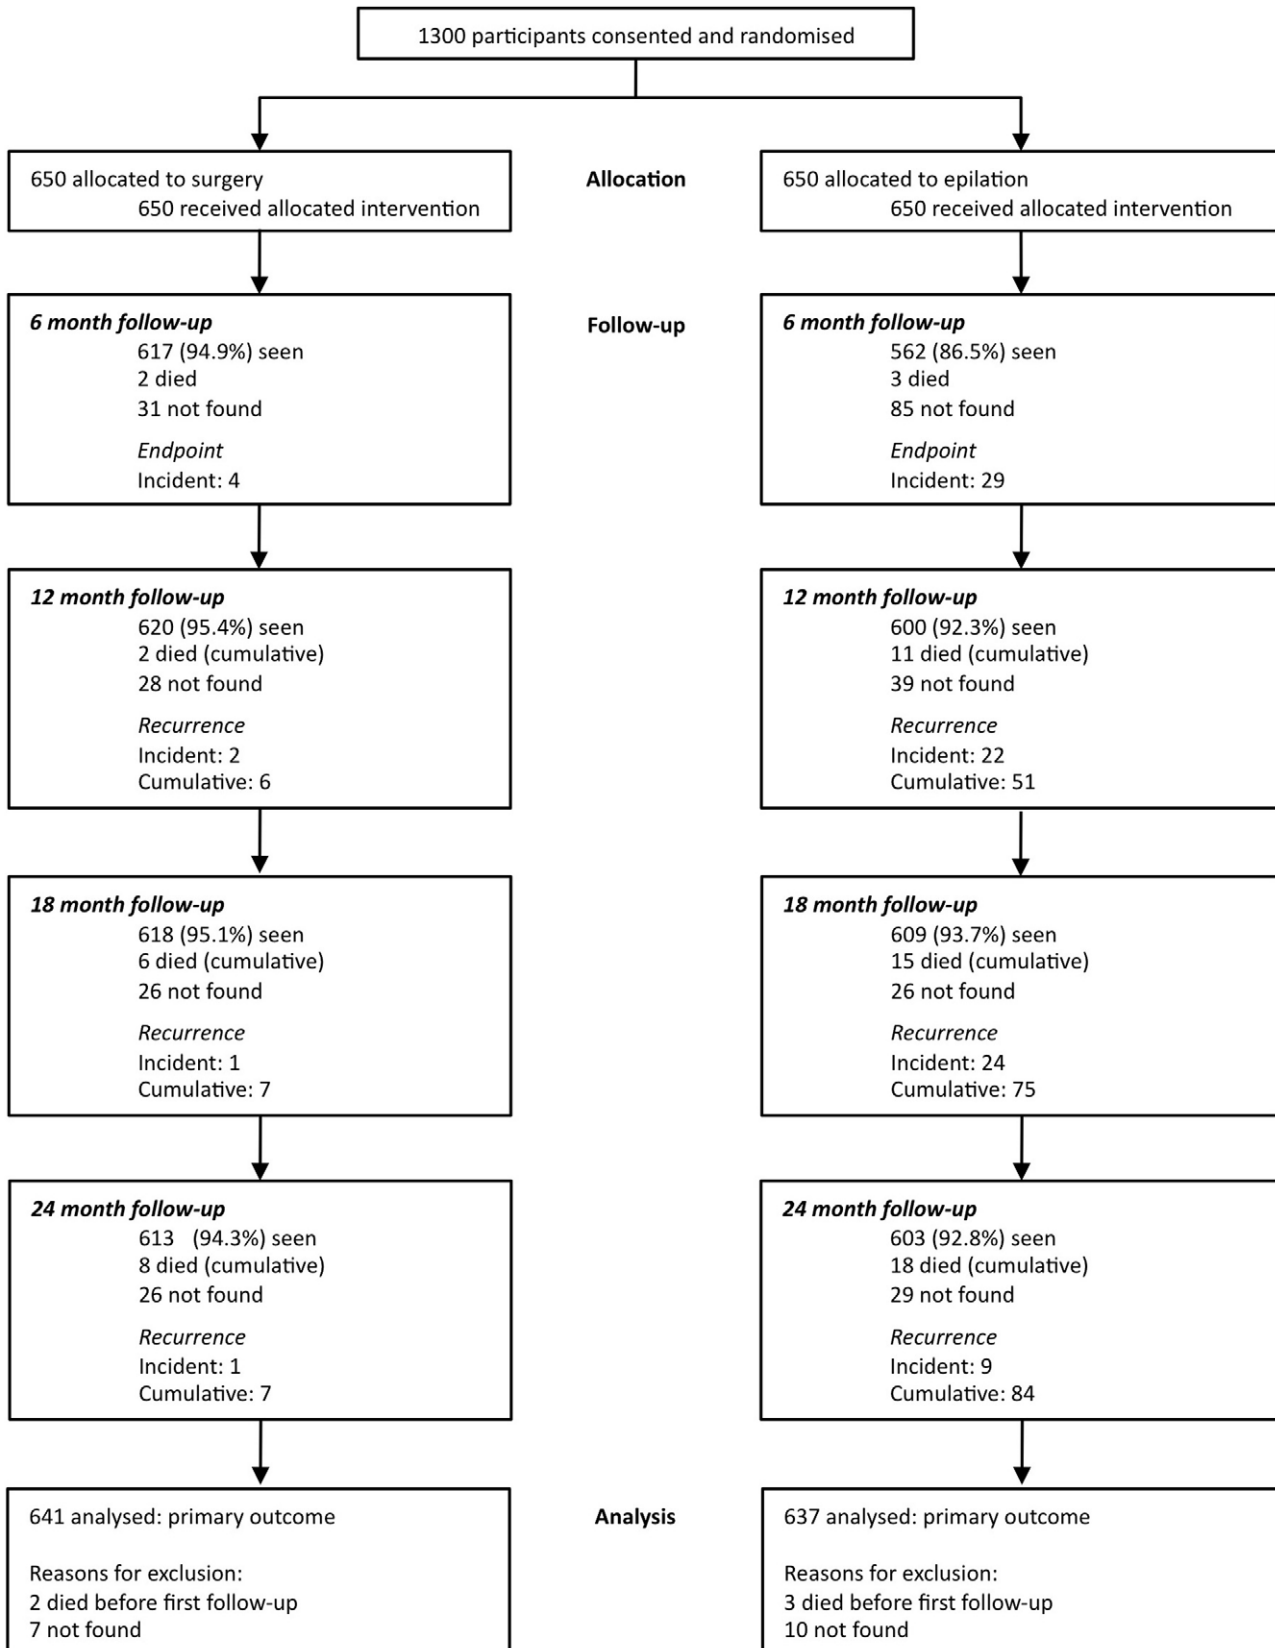 1300 participants consented and randomised
Allocation
650 allocated to surgery
650 received allocated intervention
650 allocated to epilation
650 received allocated intervention
Follow-up
6 month follow-up
617 (94.9%) seen
2 died
31 not found
Endpoint
Incident: 4
6 month follow-up
562 (86.5%) seen
3 died
85 not found
Endpoint
Incident: 29
12 month follow-up
620 (95.4%) seen
2 died (cumulative)
28 not found
Recurrence
Incident: 2
Cumulative: 6
12 month follow-up
600 (92.3%) seen
11 died (cumulative)
39 not found
Recurrence
Incident: 22
Cumulative: 51
18 month follow-up
618 (95.1%) seen
6 died (cumulative)
26 not found
Recurrence
Incident: 1
Cumulative: 7
18 month follow-up
609 (93.7%) seen
15 died (cumulative)
26 not found
Recurrence
Incident: 24
Cumulative: 75
24 month follow-up
613 (94.3%) seen
8 died (cumulative)
26 not found
Recurrence
Incident: 1
Cumulative: 7
24 month follow-up
603 (92.8%) seen
18 died (cumulative)
29 not found
Recurrence
Incident: 9
Cumulative: 84
Analysis
641 analysed: primary outcome
Reasons for exclusion:
2 died before first follow-up
7 not found
637 analysed: primary outcome
Reasons for exclusion:
3 died before first follow-up
10 not found